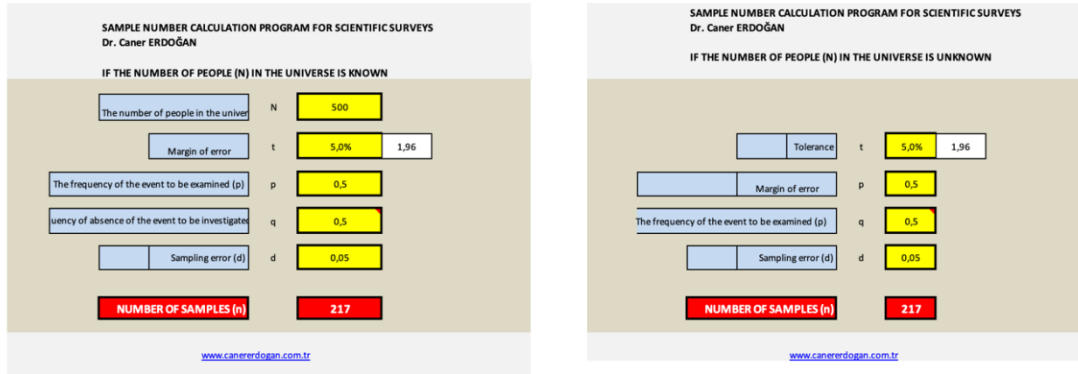 SAMPLE NUMBER CALCULATION PROGRAM FOR SCIENTIFIC SURVEYS
Dr. Caner ERDOĞAN
IF THE NUMBER OF PEOPLE (N) IN THE UNIVERSE IS KNOWN
The number of people in the univer N 500
Margin of error t 5,0% 1,96
The frequency of the event to be examined (p) p 0,5
uency of absence of the event to be investigated q 0,5
Sampling error (d) d 0,05
NUMBER OF SAMPLES (n) 217
www.canererdogan.com.tr
SAMPLE NUMBER CALCULATION PROGRAM FOR SCIENTIFIC SURVEYS
Dr. Caner ERDOĞAN
IF THE NUMBER OF PEOPLE (N) IN THE UNIVERSE IS UNKNOWN
Tolerance t 5,0% 1,96
Margin of error p 0,5
The frequency of the event to be examined (p) q 0,5
Sampling error (d) d 0,05
NUMBER OF SAMPLES (n) 217
www.canererdogan.com.tr